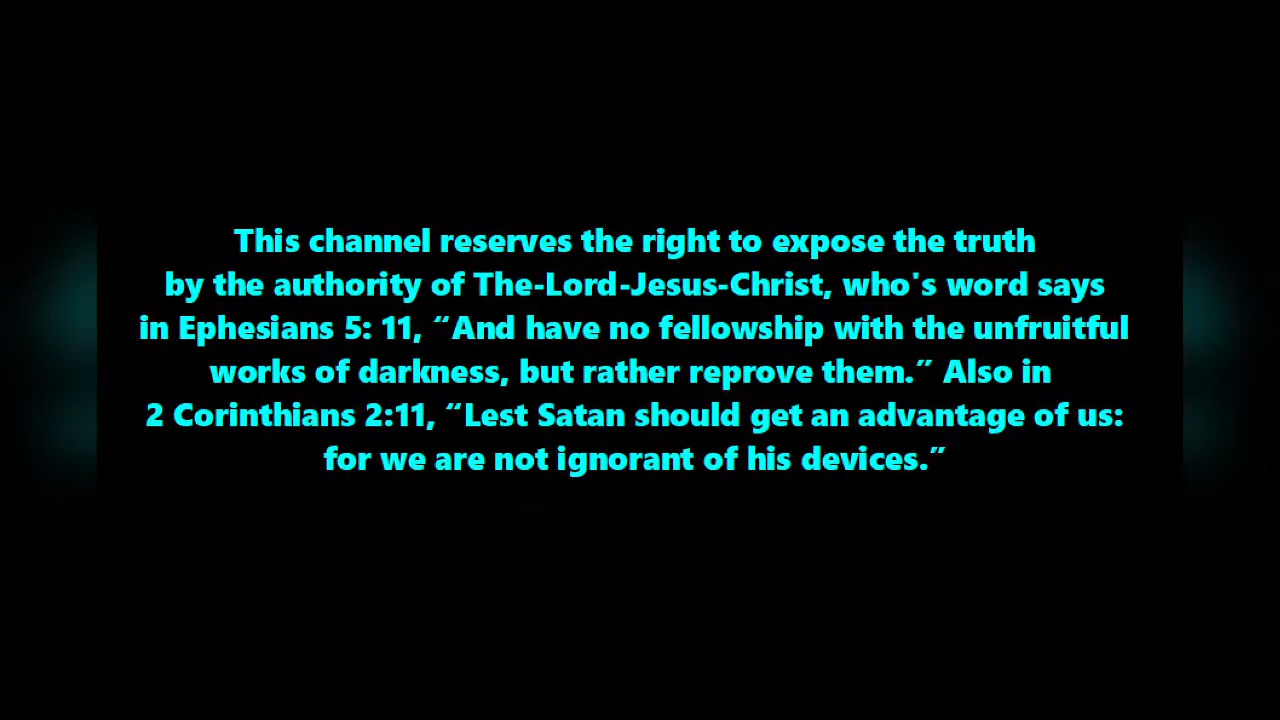 This channel reserves the right to expose the truth
by the authority of The-Lord-Jesus-Christ, who's word says
in Ephesians 5: 11, “And have no fellowship with the unfruitful
works of darkness, but rather reprove them.” Also in
2 Corinthians 2:11, “Lest Satan should get an advantage of us:
for we are not ignorant of his devices.”